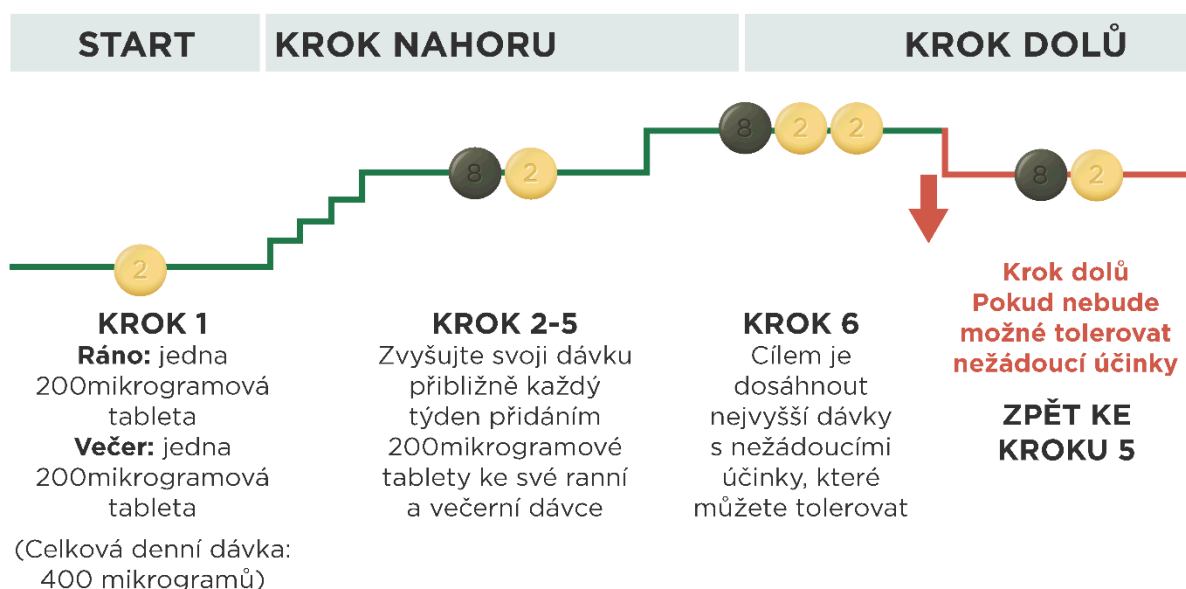 START
KROK NAHORU
KROK DOLŮ
2
8
2
8
2
2
8
2
KROK 1
Ráno: jedna
200mikrogramová
tableta
Večer: jedna
200mikrogramová
tableta
(Celková denní dávka:
400 mikrogramů)
KROK 2-5
Zvyšujte svoji dávku
přibližně každý
týden přidáním
200mikrogramové
tablety ke své ranní
a večerní dávce
KROK 6
Cílem je
dosáhnout
nejvyšší dávky
s nežádoucími
účinky, které
můžete tolerovat
Krok dolů
Pokud nebude
možné tolerovat
nežádoucí účinky
ZPĚT KE
KROKU 5